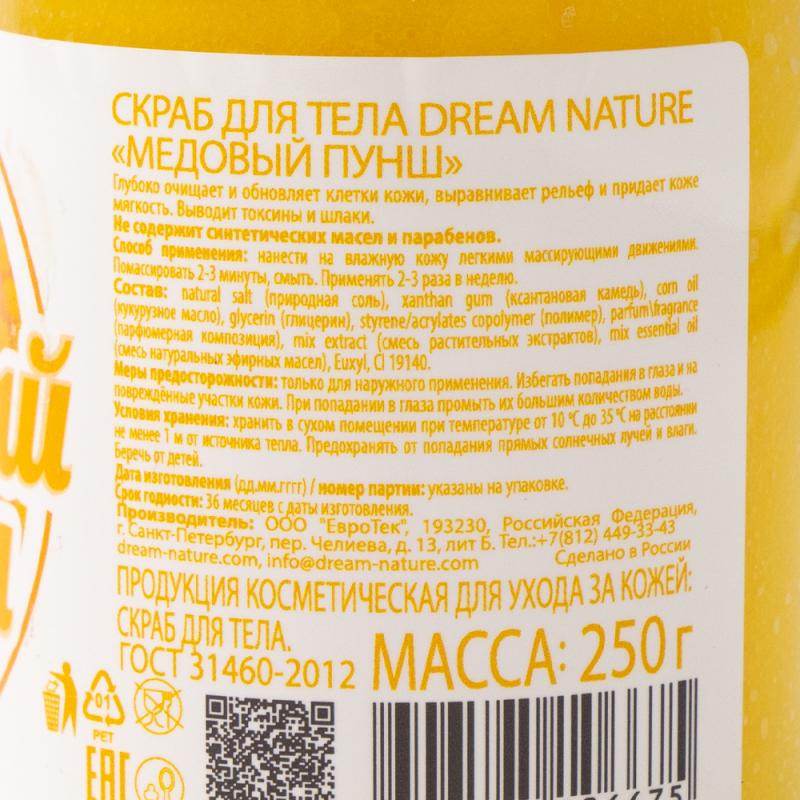 СКРАБ ДЛЯ ТЕЛА DREAM NATURE
«МЕДОВЫЙ ПУНШ»
Глубоко очищает и обновляет клетки кожи, выравнивает рельеф и придает коже
мягкость. Выводит токсины и шлаки.
Не содержит синтетических масел и парабенов.
Способ применения: нанести на влажную кожу легкими массирующими движениями.
Помассировать 2-3 минуты, смыть. Применять 2-3 раза в неделю.
Состав: natural salt (природная соль), xanthan gum (ксантановая камедь), corn oil
(кукурузное масло), glycerin (глицерин), styrene/acrylates copolymer (полимер), parfum\fragrance
(парфюмерная композиция), mix extract (смесь растительных экстрактов), mix essential oil
(смесь натуральных эфирных масел), Euxyl, CI 19140.
Меры предосторожности: только для наружного применения. Избегать попадания в глаза и на
повреждённые участки кожи. При попадании в глаза промыть их большим количеством воды.
Условия хранения: хранить в сухом помещении при температуре от 10 °С до 35 °С на расстоянии
не менее 1 м от источника тепла. Предохранять от попадания прямых солнечных лучей и влаги.
Беречь от детей.
Дата изготовления (дд.мм.гггг) / номер партии: указаны на упаковке.
Срок годности: 36 месяцев с даты изготовления.
Производитель: ООО "ЕвроТек", 193230, Российская Федерация,
г. Санкт-Петербург, пер. Челиева, д. 13, лит Б. Тел.:+7(812) 449-33-43
dream-nature.com, info@dream-nature.com Сделано в России
ПРОДУКЦИЯ КОСМЕТИЧЕСКАЯ ДЛЯ УХОДА ЗА КОЖЕЙ:
СКРАБ ДЛЯ ТЕЛА.
ГОСТ 31460-2012 МАССА: 250 г
01
PET
EAC